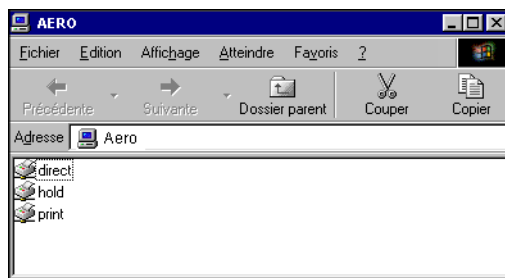 AERO
Fichier Edition Affichage Atteindre Favoris ?
Précédente Suivante Dossier parent Couper Copier
Adresse Aero
direct
hold
print